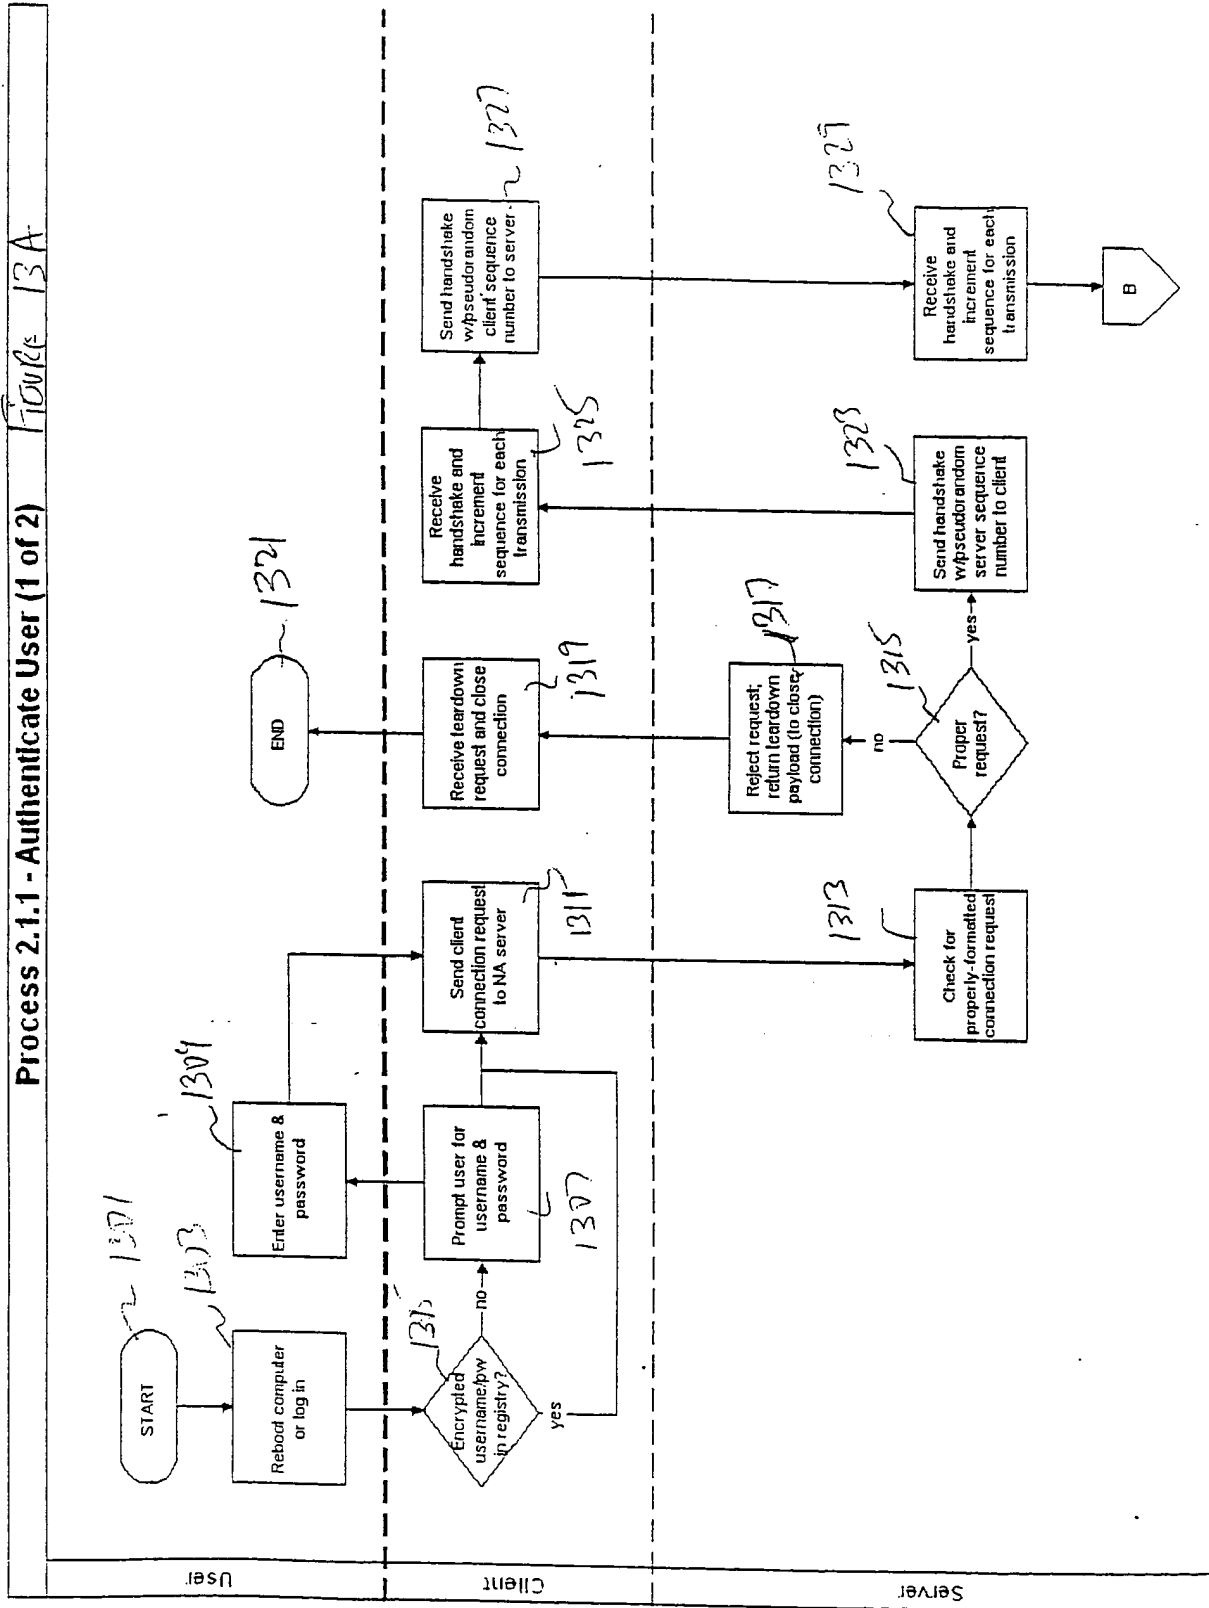 Process 2.1.1 - Authenticate User (1 of 2)
FIGURE 13A
User
START
1301
Reboot computer
or log in
1303
Enter username &
password
1309
END
1321
Client
Encrypted
username/pw
in registry?
no
yes
Prompt user for
username &
password
1307
Send client
connection request
to NA server
1311
Receive teardown
request and close
connection
1319
Receive
handshake and
increment
sequence for each
transmission
1325
Send handshake
w/pseudorandom
client sequence
number to server
1327
Server
Check for
properly-formatted
connection request
1313
Proper
request?
1315
no
yes
Reject request;
return teardown
payload (to close
connection)
1317
Send handshake
w/pseudorandom
server sequence
number to client
1323
Receive
handshake and
increment
sequence for each
transmission
1329
B